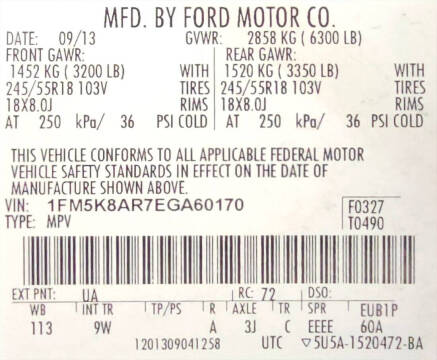 MFD. BY FORD MOTOR CO.
DATE: 09/13 GVWR: 2858 KG ( 6300 LB)
FRONT GAWR: REAR GAWR:
1452 KG ( 3200 LB) WITH 1520 KG ( 3350 LB) WITH
245/55R18 103V TIRES 245/55R18 103V TIRES
18X8.0J RIMS 18X8.0J RIMS
AT 250 kPa/ 36 PSI COLD AT 250 kPa/ 36 PSI COLD
THIS VEHICLE CONFORMS TO ALL APPLICABLE FEDERAL MOTOR
VEHICLE SAFETY STANDARDS IN EFFECT ON THE DATE OF
MANUFACTURE SHOWN ABOVE.
VIN: 1FM5K8AR7EGA60170 F0327
TYPE: MPV T0490
EXT PNT: UA RC: 72 DSO:
WB INT TR TP/PS R AXLE TR SPR EUB1P
113 9W A 3J C EEEE 60A
1201309041258 UTC ▽5U5A-1520472-BA